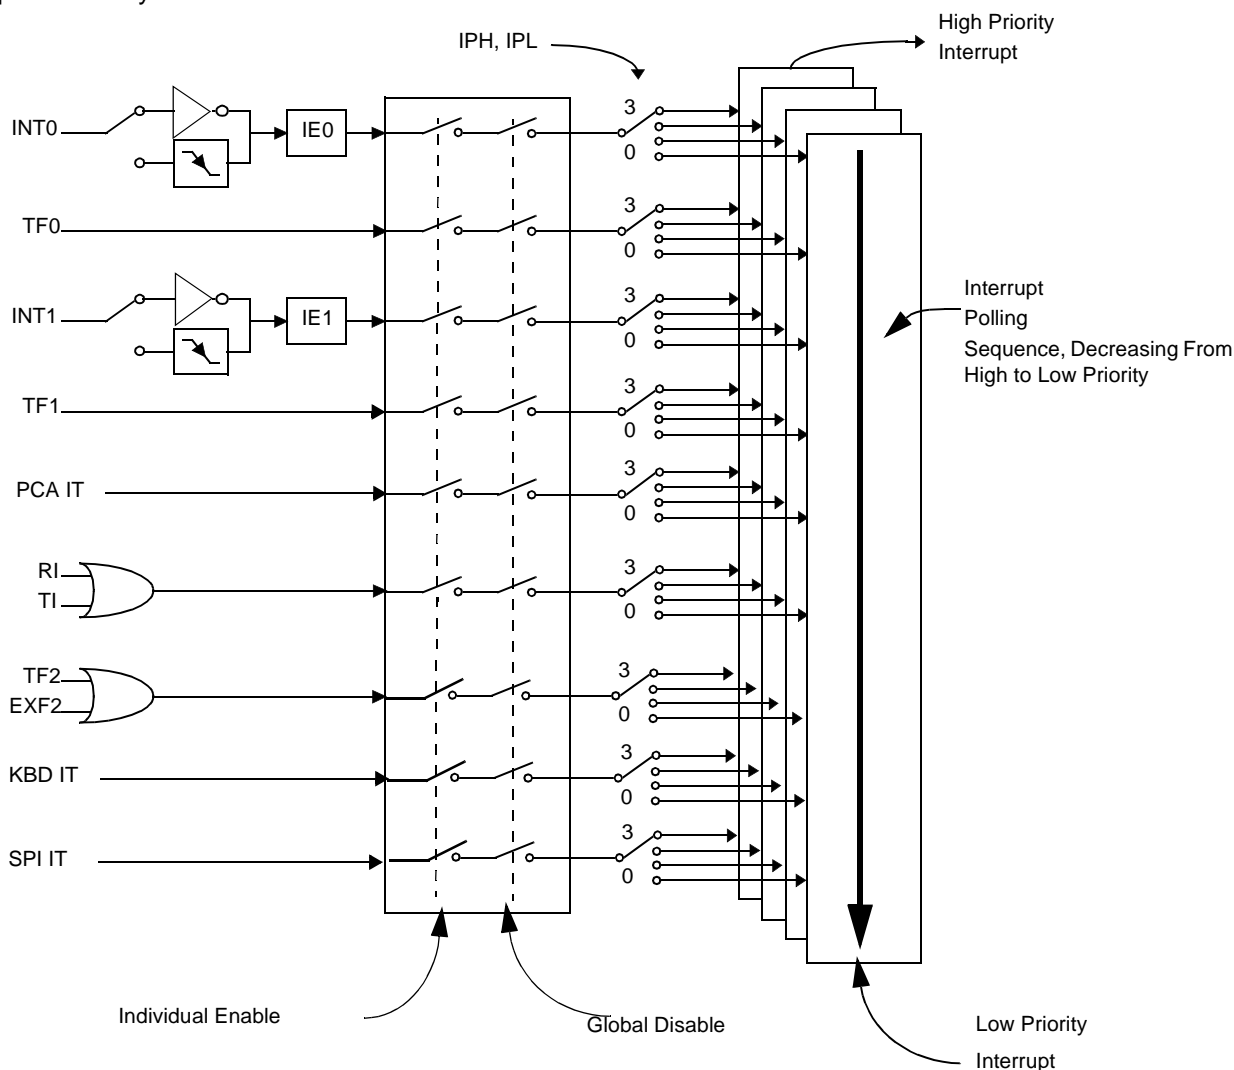 High Priority
Interrupt
IPH, IPL
3
INT0
IE0
0
3
TF0
0
Interrupt
Polling
Sequence, Decreasing From
High to Low Priority
3
INT1
IE1
0
3
TF1
0
3
PCA IT
0
3
RI
TI
0
3
TF2
EXF2
0
3
KBD IT
0
3
SPI IT
0
Individual Enable
Global Disable
Low Priority
Interrupt